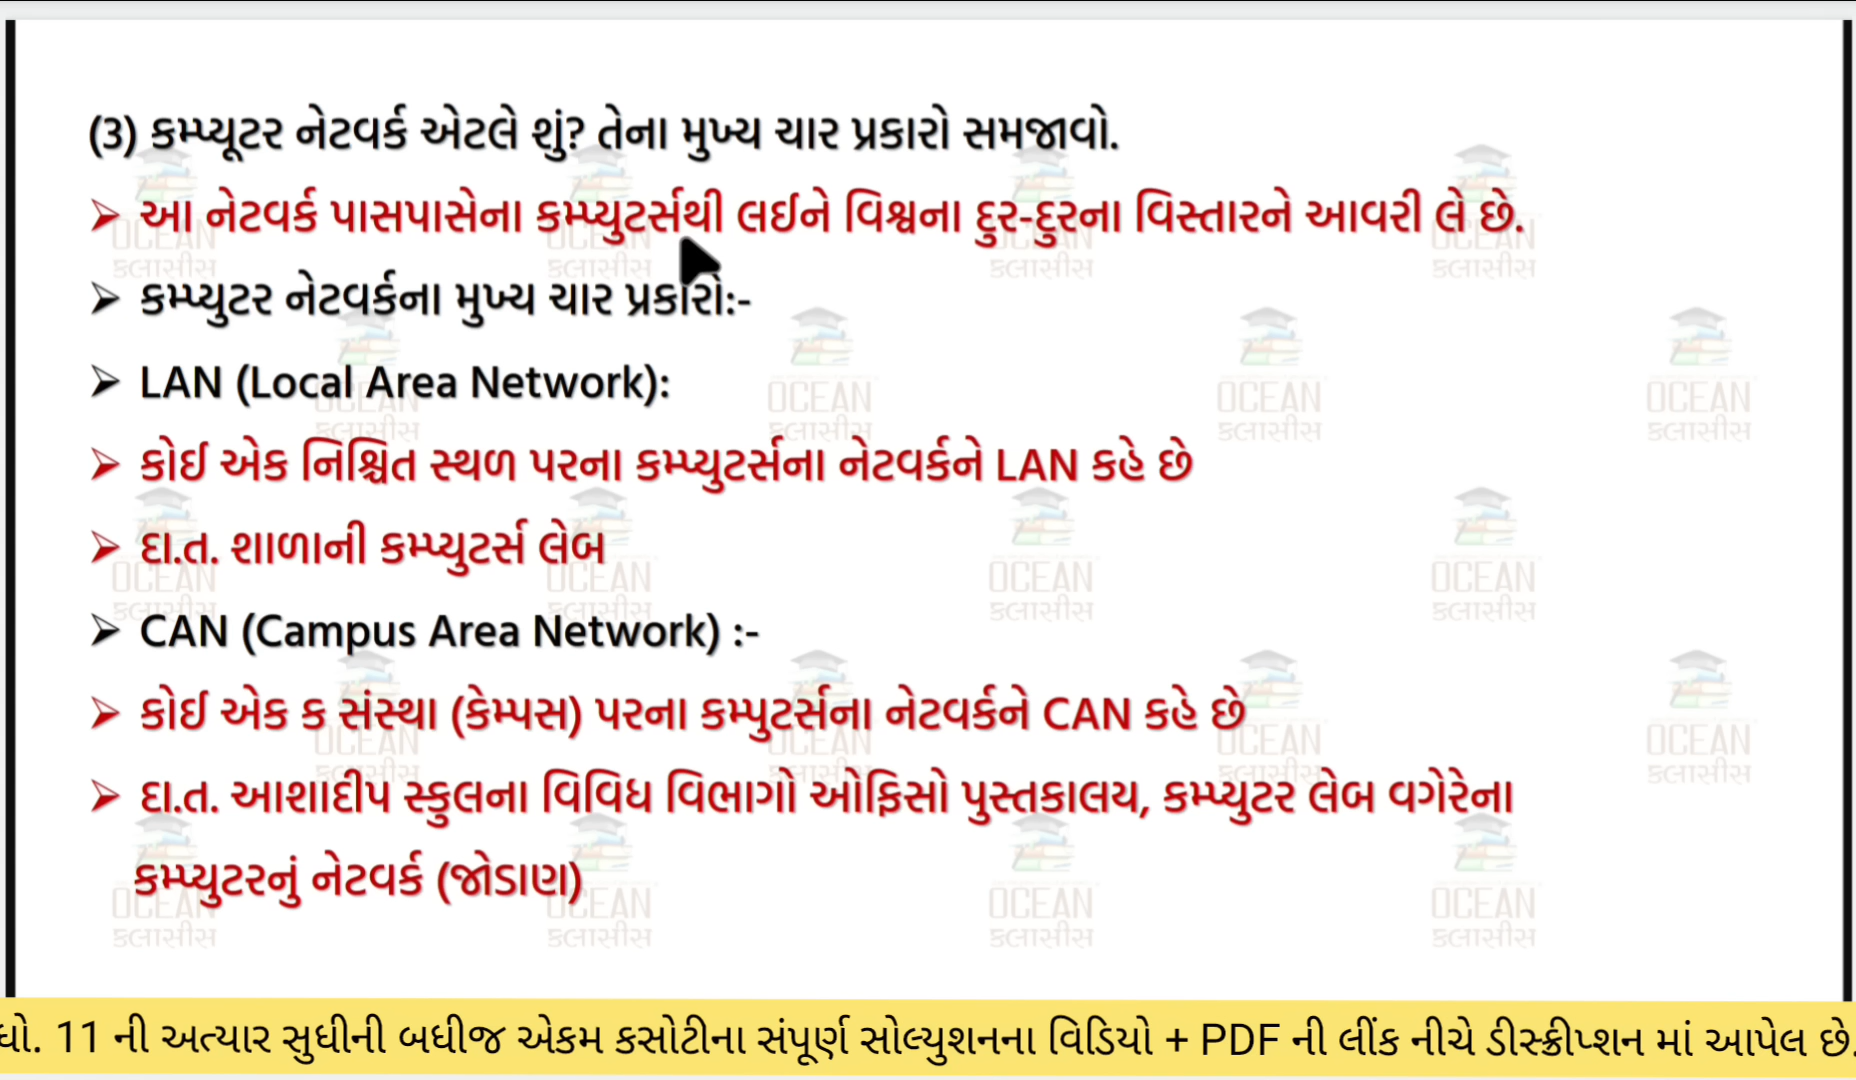 (3) કમ્પ્યૂટર નેટવર્ક એટલે શું? તેના મુખ્ય ચાર પ્રકારો સમજાવો.
➢ આ નેટવર્ક પાસપાસેના કમ્પ્યુટર્સથી લઈને વિશ્વના દુર-દુરના વિસ્તારને આવરી લે છે.
➢ કમ્પ્યુટર નેટવર્કના મુખ્ય ચાર પ્રકારો:-
➢ LAN (Local Area Network):
➢ કોઈ એક નિશ્ચિત સ્થળ પરના કમ્પ્યુટર્સના નેટવર્કને LAN કહે છે
➢ દા.ત. શાળાની કમ્પ્યુટર્સ લેબ
➢ CAN (Campus Area Network) :-
➢ કોઈ એક ક સંસ્થા (કેમ્પસ) પરના કમ્પુટર્સના નેટવર્કને CAN કહે છે
➢ દા.ત. આશાદીપ સ્કુલના વિવિધ વિભાગો ઓફિસો પુસ્તકાલય, કમ્પ્યુટર લેબ વગેરેના
કમ્પ્યુટરનું નેટવર્ક (જોડાણ)
OCEAN
ક્લાસીસ
ધો. 11 ની અત્યાર સુધીની બધીજ એકમ કસોટીના સંપૂર્ણ સોલ્યુશનના વિડિયો + PDF ની લીંક નીચે ડીસ્ક્રીપ્શન માં આપેલ છે.